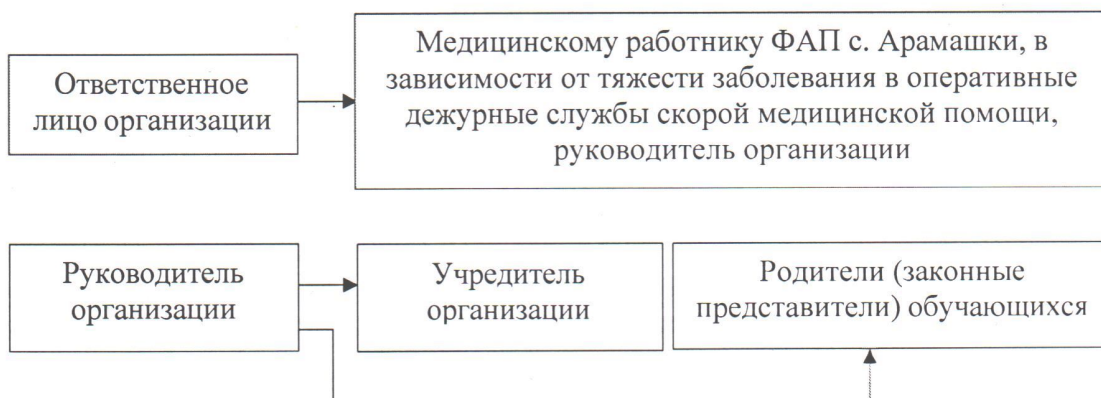 Ответственное
лицо организации
Медицинскому работнику ФАП с. Арамашки, в
зависимости от тяжести заболевания в оперативные
дежурные службы скорой медицинской помощи,
руководитель организации
Руководитель
организации
Учредитель
организации
Родители (законные
представители) обучающихся